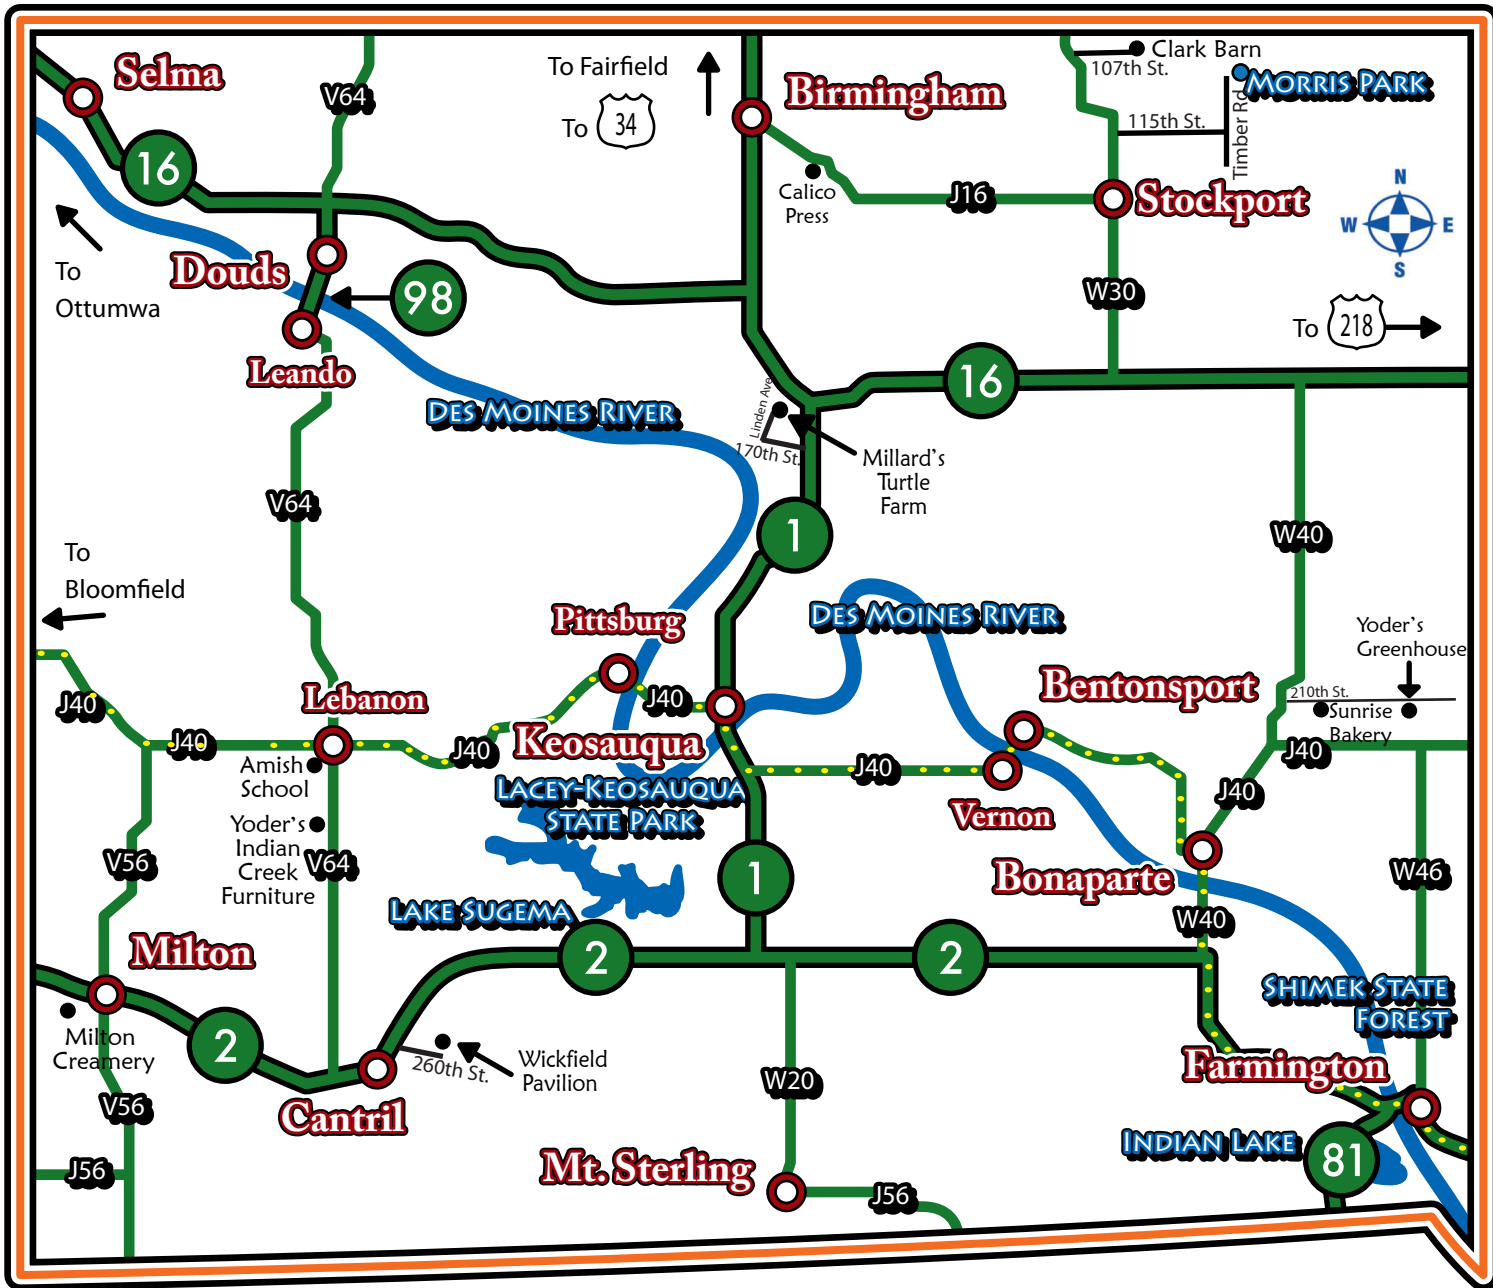 Selma
V64
To Fairfield
To 34
Birmingham
Clark Barn
107th St.
MORRIS PARK
115th St.
Timber Rd
16
Calico
Press
J16
Stockport
N
W E
S
To
Ottumwa
Douds
98
W30
To 218
Leando
16
DES MOINES RIVER
Linden Ave
170th St.
Millard's
Turtle
Farm
V64
1
W40
To
Bloomfield
Pittsburg
DES MOINES RIVER
Yoder's
Greenhouse
J40
Lebanon
J40
Bentonsport
210th St.
Sunrise
Bakery
J40
J40
Keosauqua
J40
J40
Amish
School
LACEY-KEOSAUQUA
STATE PARK
Vernon
J40
Yoder's
Indian
Creek
Furniture
V56
V64
1
Bonaparte
W46
LAKE SUGEMA
W40
Milton
2
2
SHIMEK STATE
FOREST
Milton
Creamery
2
260th St.
Wickfield
Pavilion
W20
Farmington
V56
Cantril
INDIAN LAKE
81
J56
Mt. Sterling
J56